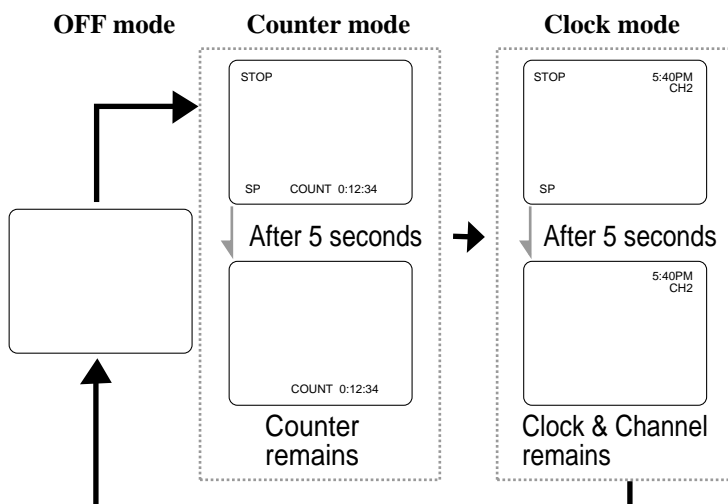 OFF mode
Counter mode
Clock mode
STOP
SP COUNT 0:12:34
After 5 seconds
COUNT 0:12:34
Counter
remains
STOP 5:40PM
CH2
SP
After 5 seconds
5:40PM
CH2
Clock & Channel
remains